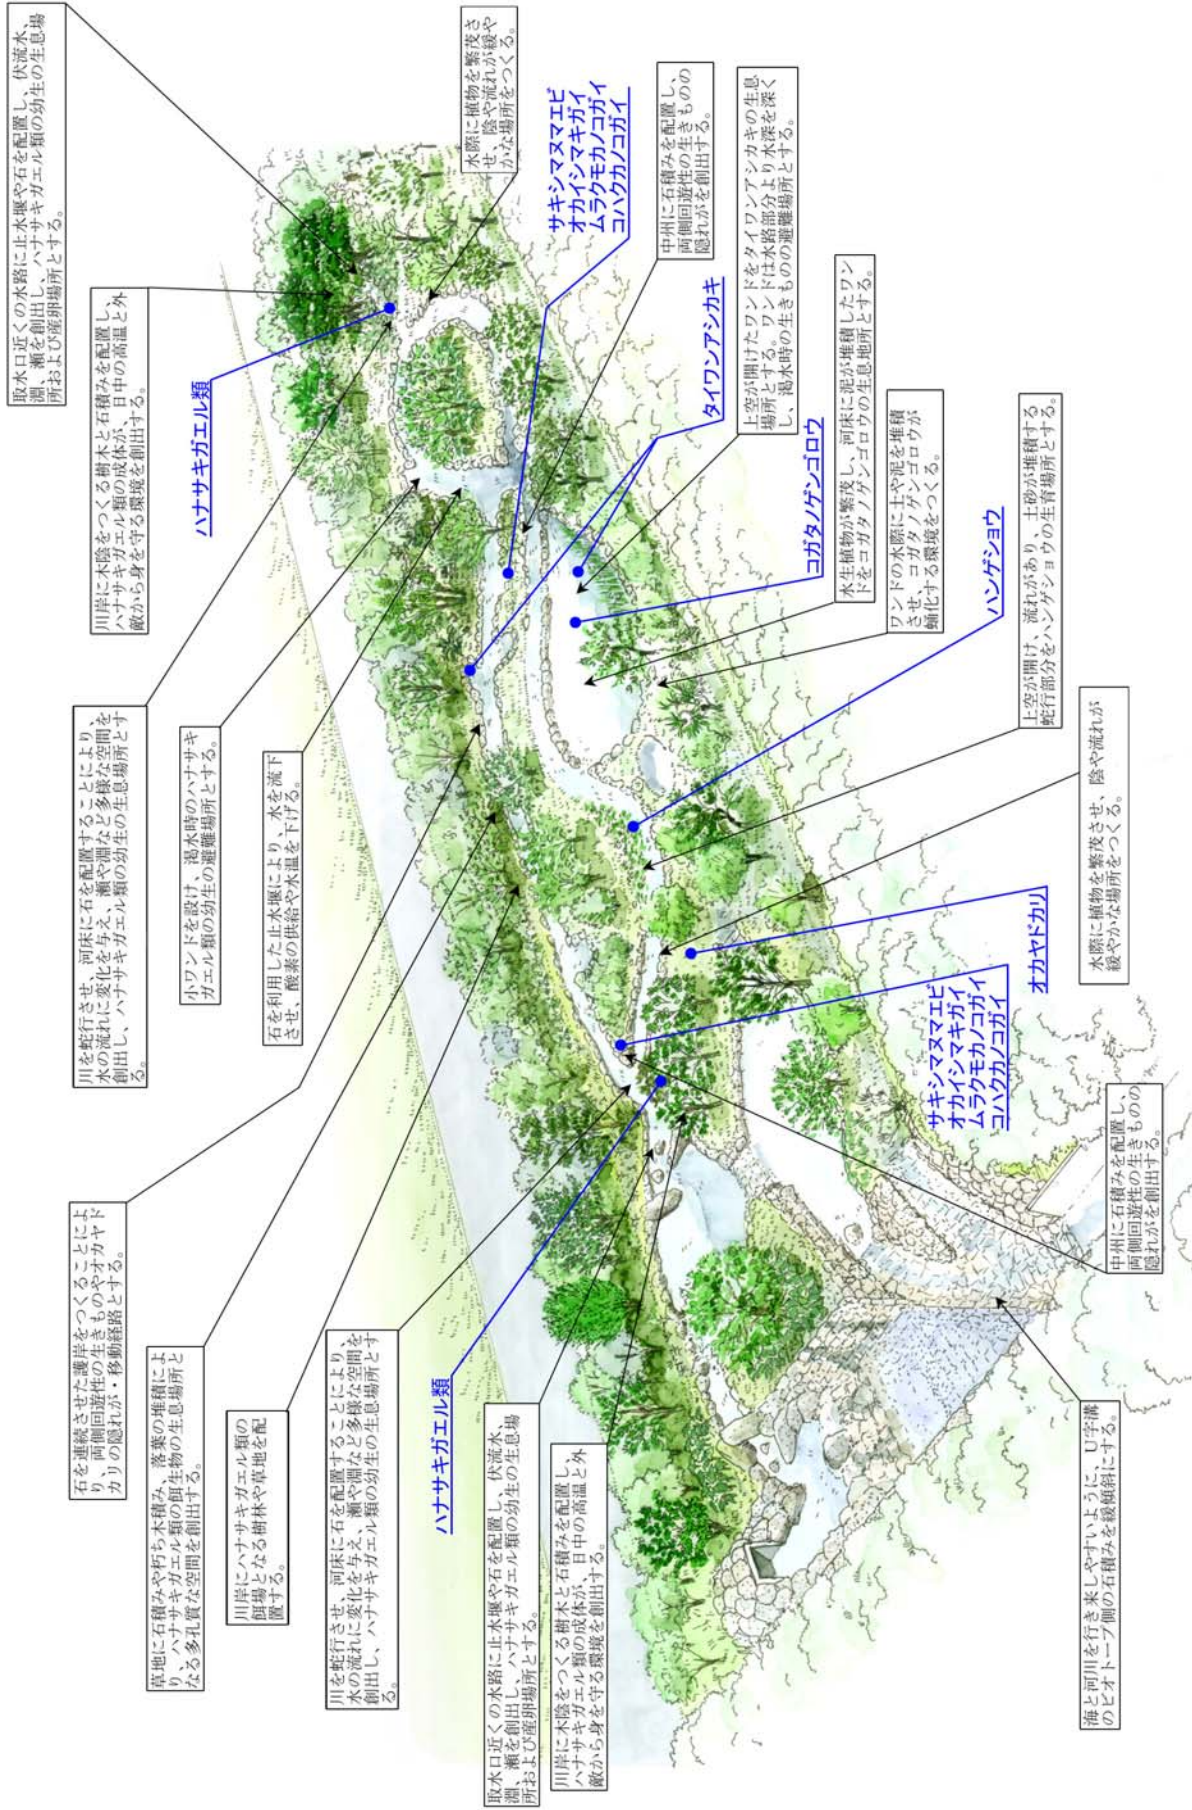 取水口近くの水路に止水堰や石を配置し、伏流水、
淵、瀬を創出し、ハナサキガエル類の幼生の生息場
所および産卵場所とする。
石を連続させた護岸をつくることによ
り、両側回遊性の生きものやオカヤド
カリの隠れが・移動経路とする。
川を蛇行させ、河床に石を配置することにより、
水の流れに変化を与え、瀬や淵など多様な空間を
創出し、ハナサキガエル類の幼生の生息場所とす
る。
川岸に木陰をつくる樹木と石積みを配置し、
ハナサキガエル類の成体が、日中の高温と外
敵から身を守る環境を創出する。
草地に石積みや朽ち木積み、落葉の堆積によ
り、ハナサキガエル類の餌生物の生息場所と
なる多孔質な空間を創出する。
小ワンドを設け、渇水時のハナサキ
ガエル類の幼生の避難場所とする。
ハナサキガエル類
川岸にハナサキガエル類の
餌場となる樹林や草地を配
置する。
石を利用した止水堰により、水を流下
させ、酸素の供給や水温を下げる。
川を蛇行させ、河床に石を配置することにより、
水の流れに変化を与え、瀬や淵など多様な空間を
創出し、ハナサキガエル類の幼生の生息場所とす
る。
ハナサキガエル類
水際に植物を繁茂さ
せ、陰や流れが緩や
かな場所をつくる。
取水口近くの水路に止水堰や石を配置し、伏流水、
淵、瀬を創出し、ハナサキガエル類の幼生の生息場
所および産卵場所とする。
川岸に木陰をつくる樹木と石積みを配置し、
ハナサキガエル類の成体が、日中の高温と外
敵から身を守る環境を創出する。
サキシマヌマエビ
オカイシマキガイ
ムラクモカノコガイ
コハクカノコガイ
中州に石積みを配置し、
両側回遊性の生きものの
隠れがを創出する。
タイワンアシカキ
上空が開けたワンドをタイワンアシカキの生息
場所とする。ワンドは水路部分より水深を深く
し、渇水時の生きものの避難場所とする。
コガタノゲンゴロウ
水生植物が繁茂し、河床に泥が堆積したワン
ドをコガタノゲンゴロウの生息地所とする。
ワンドの水際に土や泥を堆積
させ、コガタノゲンゴロウが
蛹化する環境をつくる。
ハンゲショウ
上空が開け、流れがあり、土砂が堆積する
蛇行部分をハンゲショウの生育場所とする。
サキシマヌマエビ
オカイシマキガイ
ムラクモカノコガイ
コハクカノコガイ
オカヤドカリ
水際に植物を繁茂させ、陰や流れが
緩やかな場所をつくる。
海と河川を行き来しやすいように、U字溝
のビオトープ側の石積みを緩傾斜にする。
中州に石積みを配置し、
両側回遊性の生きものの
隠れがを創出する。